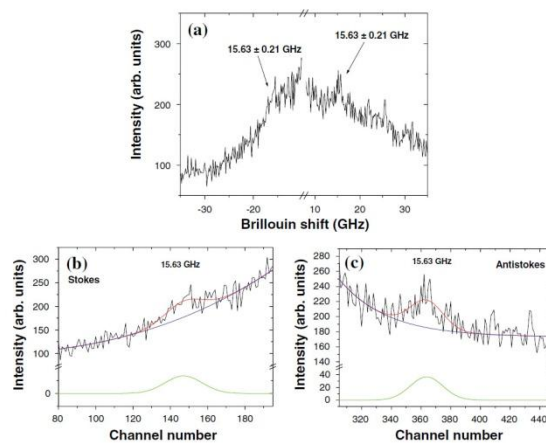 (a)
15.63 ± 0.21 GHz
15.63 ± 0.21 GHz
Intensity (arb. units)
300
200
100
-30
-20
10
20
30
Brillouin shift (GHz)
(b)
Stokes
15.63 GHz
Intensity (arb. units)
300
250
200
150
100
0
80
100
120
140
160
180
Channel number
(c)
Antistokes
15.63 GHz
Intensity (arb. units)
280
260
240
220
200
180
160
40
20
0
320
340
360
380
400
420
440
Channel number